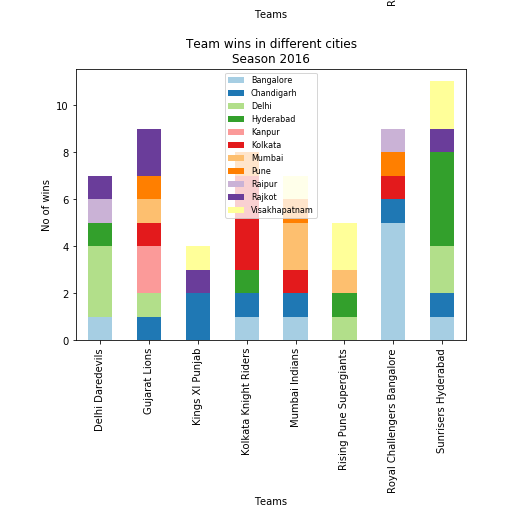 R
Teams
Team wins in different cities
Season 2016
No of wins
10
8
6
4
2
0
Bangalore
Chandigarh
Delhi
Hyderabad
Kanpur
Kolkata
Mumbai
Pune
Raipur
Rajkot
Visakhapatnam
Delhi Daredevils
Gujarat Lions
Kings XI Punjab
Kolkata Knight Riders
Mumbai Indians
Rising Pune Supergiants
Royal Challengers Bangalore
Sunrisers Hyderabad
Teams